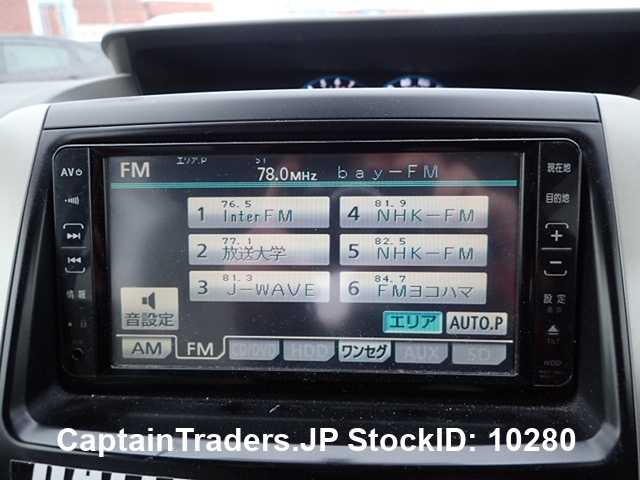 AV
現在地
FM
エリア.P
ST
78.0MHz
bay-FM
目的地
1 76.5 InterFM
4 81.9 NHK-FM
2 77.1 放送大学
5 82.5 NHK-FM
3 81.3 J-WAVE
6 84.7 FMヨコハマ
+
−
情報
設定
画面
音設定
エリア
AUTO.P
TILT
AM
FM
CD/DVD
HDD
ワンセグ
AUX
SD
HDD
CaptainTraders.JP StockID: 10280